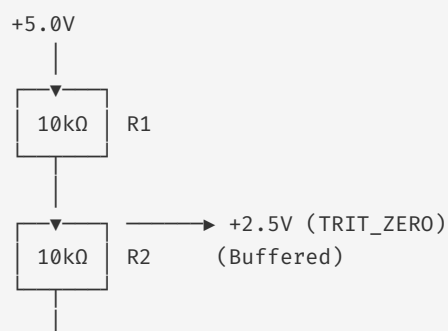 +5.0V
10kΩ R1
+2.5V (TRIT_ZERO)
10kΩ R2 (Buffered)